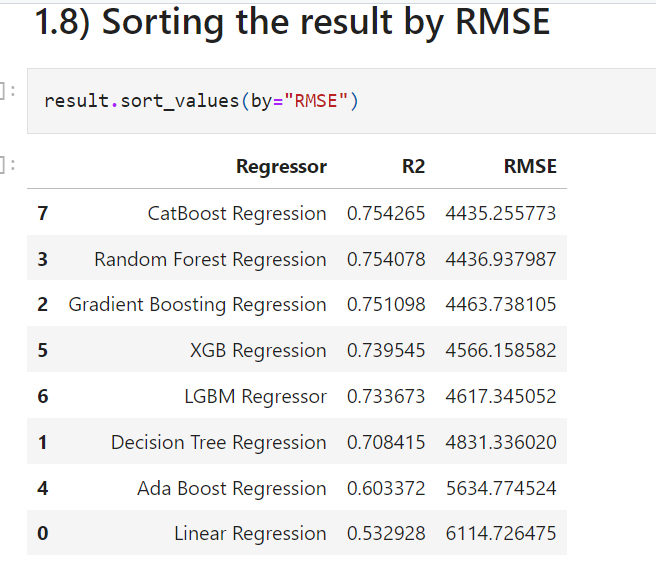 1.8) Sorting the result by RMSE
]:
result.sort_values(by="RMSE")
]:
Regressor R2 RMSE
7 CatBoost Regression 0.754265 4435.255773
3 Random Forest Regression 0.754078 4436.937987
2 Gradient Boosting Regression 0.751098 4463.738105
5 XGB Regression 0.739545 4566.158582
6 LGBM Regressor 0.733673 4617.345052
1 Decision Tree Regression 0.708415 4831.336020
4 Ada Boost Regression 0.603372 5634.774524
0 Linear Regression 0.532928 6114.726475